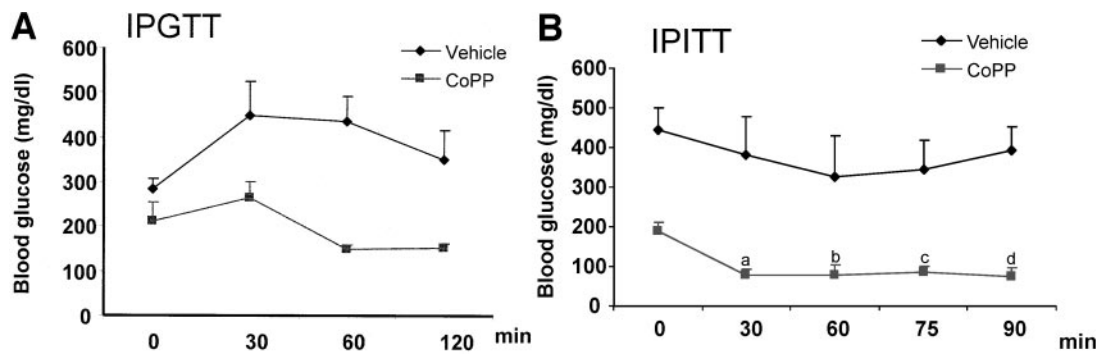 A IPGTT
Blood glucose (mg/dl)
600
500
400
300
200
100
0
0 30 60 120 min
Vehicle
CoPP
B IPITT
Blood glucose (mg/dl)
600
500
400
300
200
100
0
0 30 60 75 90 min
Vehicle
CoPP
a b c d